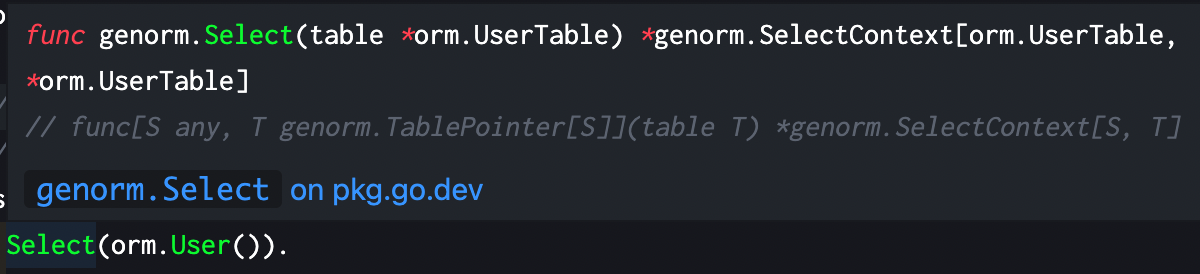 func genorm.Select(table *orm.UserTable) *genorm.SelectContext[orm.UserTable,
*orm.UserTable]
// func[S any, T genorm.TablePointer[S]](table T) *genorm.SelectContext[S, T]
genorm.Select on pkg.go.dev
Select(orm.User()).